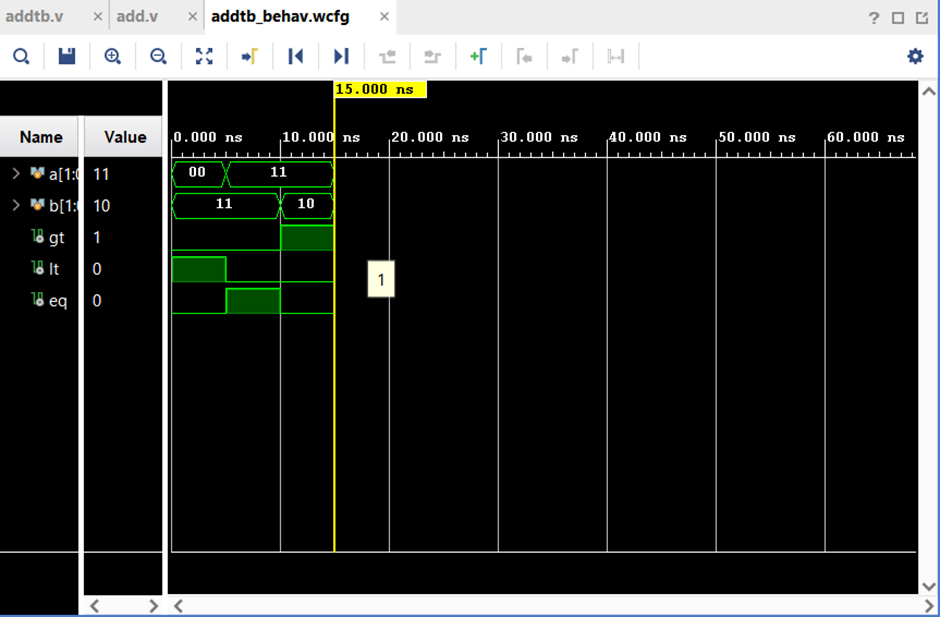 addtb.v × add.v × addtb_behav.wcfg ×
?
15.000 ns
Name Value 0.000 ns 10.000 ns 20.000 ns 30.000 ns 40.000 ns 50.000 ns 60.000 ns
a[1:0 11 00 11
b[1:0 10 11 10
gt 1
lt 0
1
eq 0